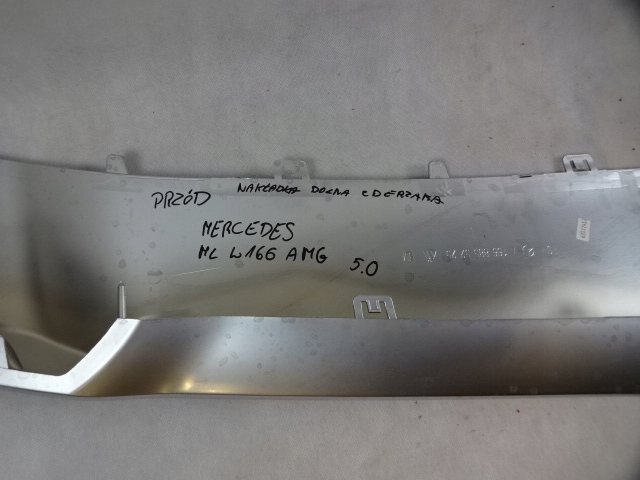 PRZÓD NAKŁADKA DOLNA ZDERZAKA
MERCEDES
ML W166 AMG 5.0